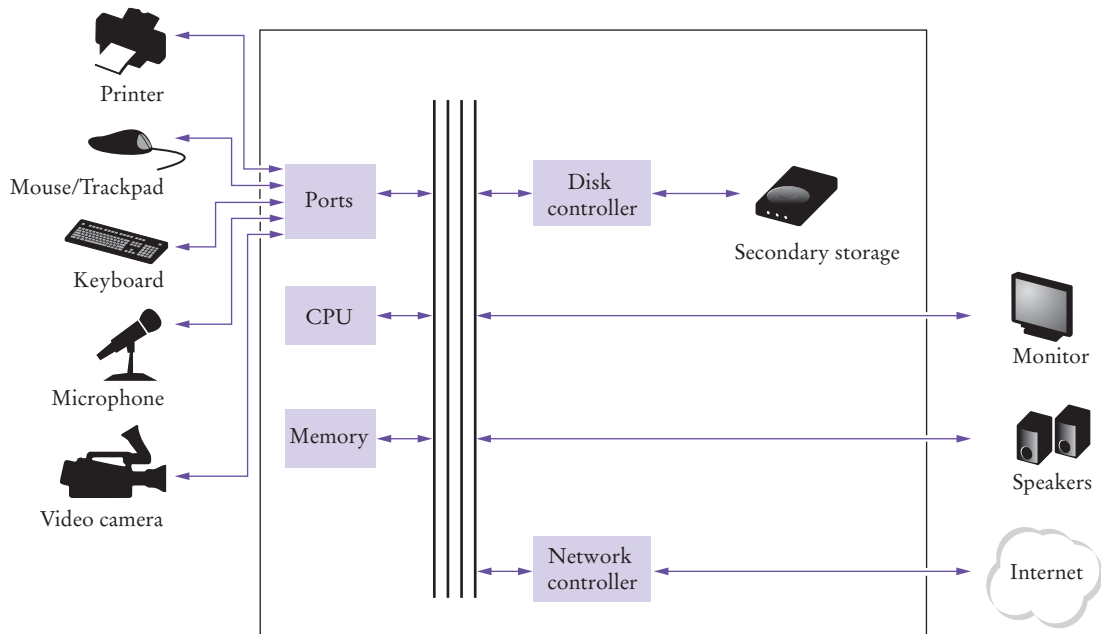 Printer
Mouse/Trackpad
Keyboard
Microphone
Video camera
Ports
CPU
Memory
Disk
controller
Secondary storage
Network
controller
Monitor
Speakers
Internet